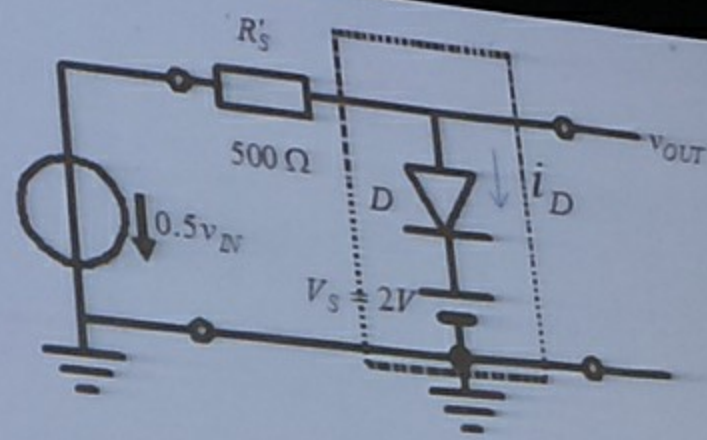 R'S
500 Ω
vOUT
D
iD
0.5vIN
VS = 2V